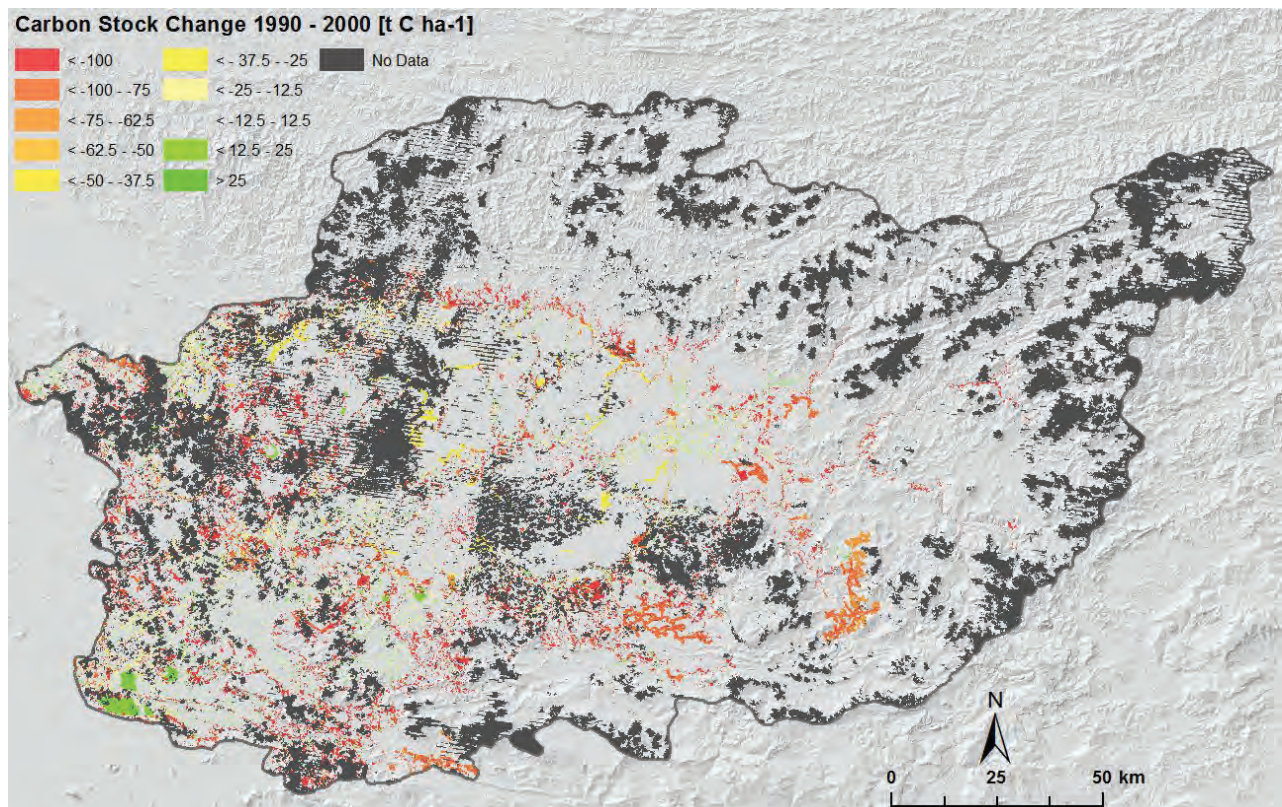 Carbon Stock Change 1990 - 2000 [t C ha-1]
< -100
< -100 - -75
< -75 - -62.5
< -62.5 - -50
< -50 - -37.5
< - 37.5 - -25
< -25 - -12.5
< -12.5 - 12.5
< 12.5 - 25
> 25
No Data
N
0 25 50 km